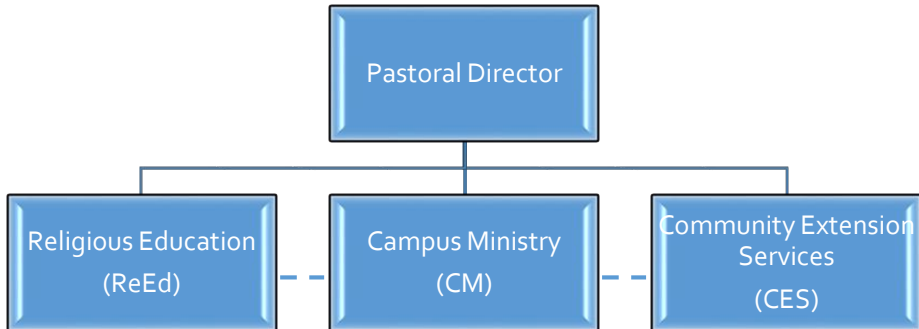 Pastoral Director
Religious Education
(ReEd)
Campus Ministry
(CM)
Community Extension
Services
(CES)